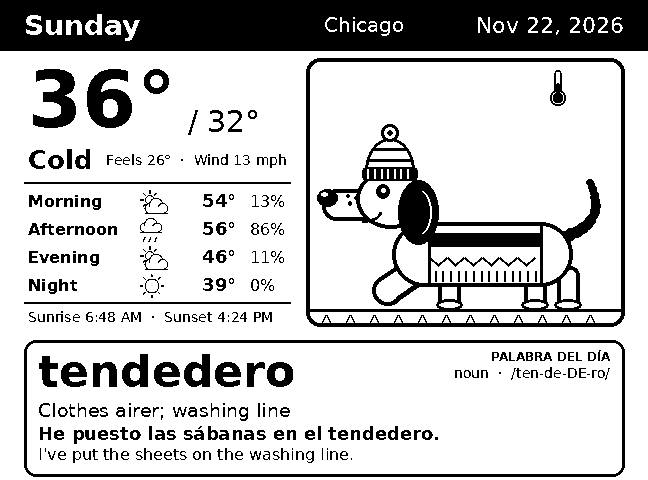 Sunday Chicago Nov 22, 2026
36° / 32°
Cold Feels 26° · Wind 13 mph
Morning 54° 13%
Afternoon 56° 86%
Evening 46° 11%
Night 39° 0%
Sunrise 6:48 AM · Sunset 4:24 PM
tendedero
PALABRA DEL DÍA
noun · /ten-de-DE-ro/
Clothes airer; washing line
He puesto las sábanas en el tendedero.
I've put the sheets on the washing line.